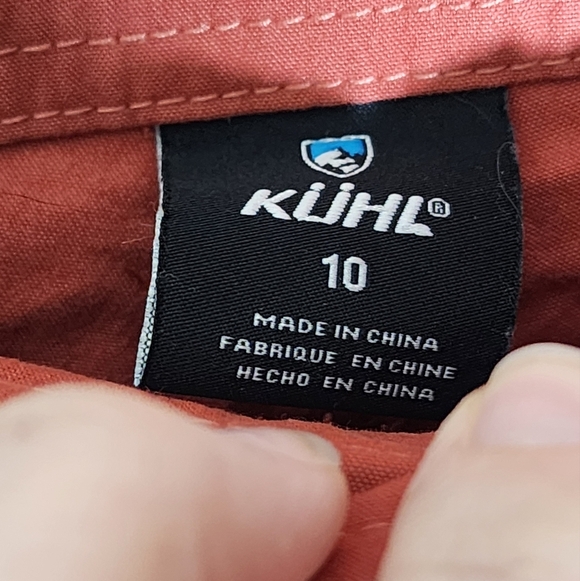 KÜHL®
10
MADE IN CHINA
FABRIQUE EN CHINE
HECHO EN CHINA